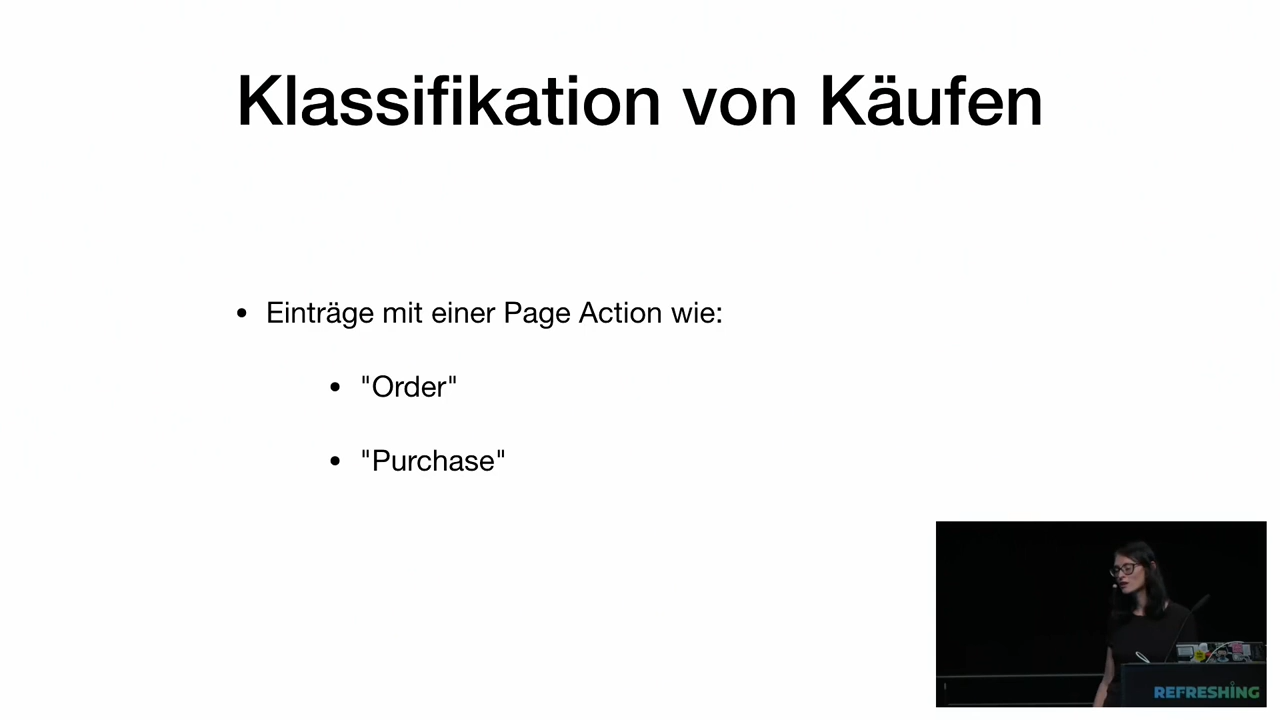 Klassifikation von Käufen
• Einträge mit einer Page Action wie:
• "Order"
• "Purchase"
REFRESHING